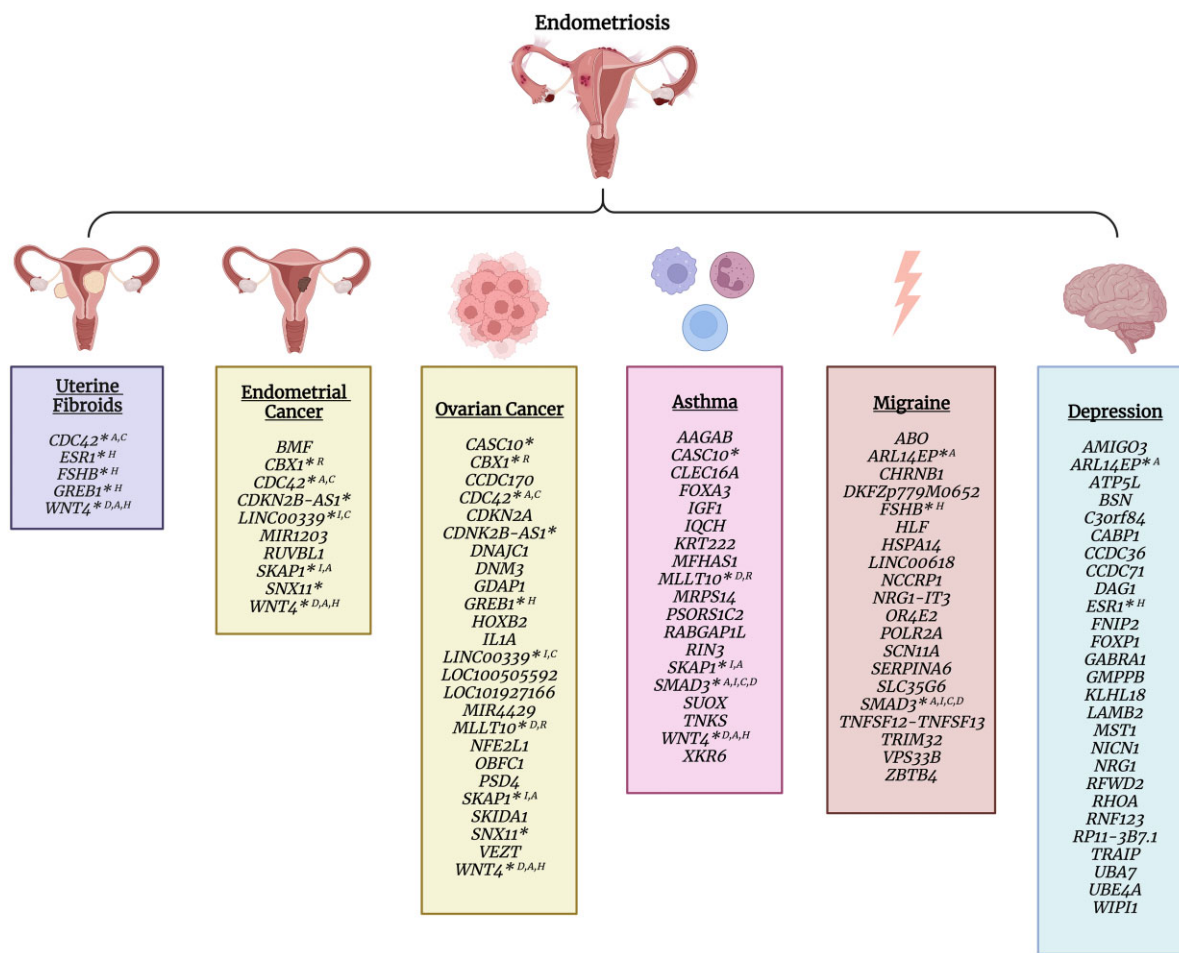 Endometriosis
Uterine
Fibroids
CDC42* A,C
ESR1* H
FSHB* H
GREB1* H
WNT4* D,A,H
Endometrial
Cancer
BMF
CBX1* R
CDC42* A,C
CDKN2B-AS1*
LINC00339* I,C
MIR1203
RUVBL1
SKAP1* I,A
SNX11*
WNT4* D,A,H
Ovarian Cancer
CASC10*
CBX1* R
CCDC170
CDC42* A,C
CDKN2A
CDNK2B-AS1*
DNAJC1
DNM3
GDAP1
GREB1* H
HOXB2
IL1A
LINC00339* I,C
LOC100505592
LOC101927166
MIR4429
MLLT10* D,R
NFE2L1
OBFC1
PSD4
SKAP1* I,A
SKIDA1
SNX11*
VEZT
WNT4* D,A,H
Asthma
AAGAB
CASC10*
CLEC16A
FOXA3
IGF1
IQCH
KRT222
MFHAS1
MLLT10* D,R
MRPS14
PSORS1C2
RABGAP1L
RIN3
SKAP1* I,A
SMAD3* A,I,C,D
SUOX
TNKS
WNT4* D,A,H
XKR6
Migraine
ABO
ARL14EP* A
CHRNB1
DKFZp779M0652
FSHB* H
HLF
HSPA14
LINC00618
NCCRP1
NRG1-IT3
OR4E2
POLR2A
SCN11A
SERPINA6
SLC35G6
SMAD3* A,I,C,D
TNFSF12-TNFSF13
TRIM32
VPS33B
ZBTB4
Depression
AMIGO3
ARL14EP* A
ATP5L
BSN
C3orf84
CABP1
CCDC36
CCDC71
DAG1
ESR1* H
FNIP2
FOXP1
GABRA1
GMPPB
KLHL18
LAMB2
MST1
NICN1
NRG1
RFWD2
RHOA
RNF123
RP11-3B7.1
TRAIP
UBA7
UBE4A
WIPI1